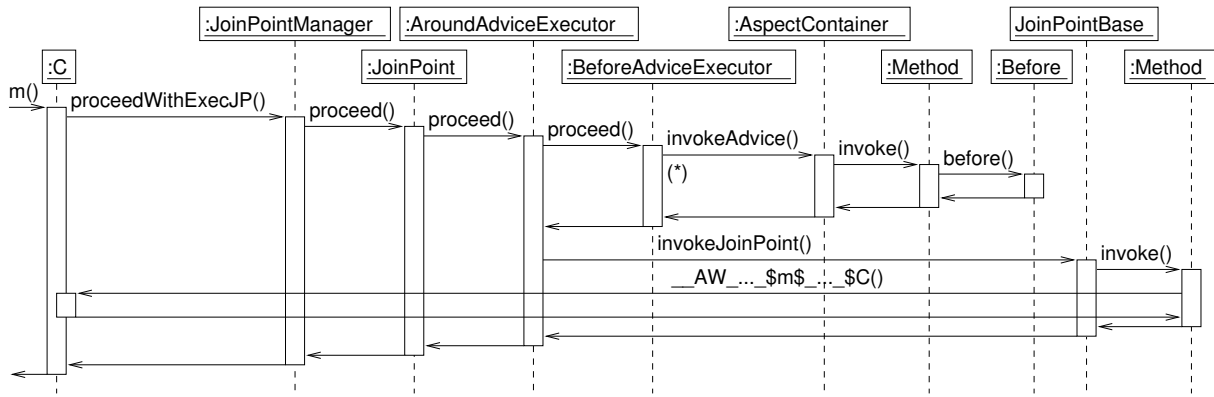 :JoinPointManager :AroundAdviceExecutor :AspectContainer JoinPointBase
:C :JoinPoint :BeforeAdviceExecutor :Method :Before :Method
m() proceedWithExecJP() proceed() proceed() proceed() invokeAdvice() invoke() before()
(*)
invokeJoinPoint() invoke()
__AW_..._$m$_..._$C()